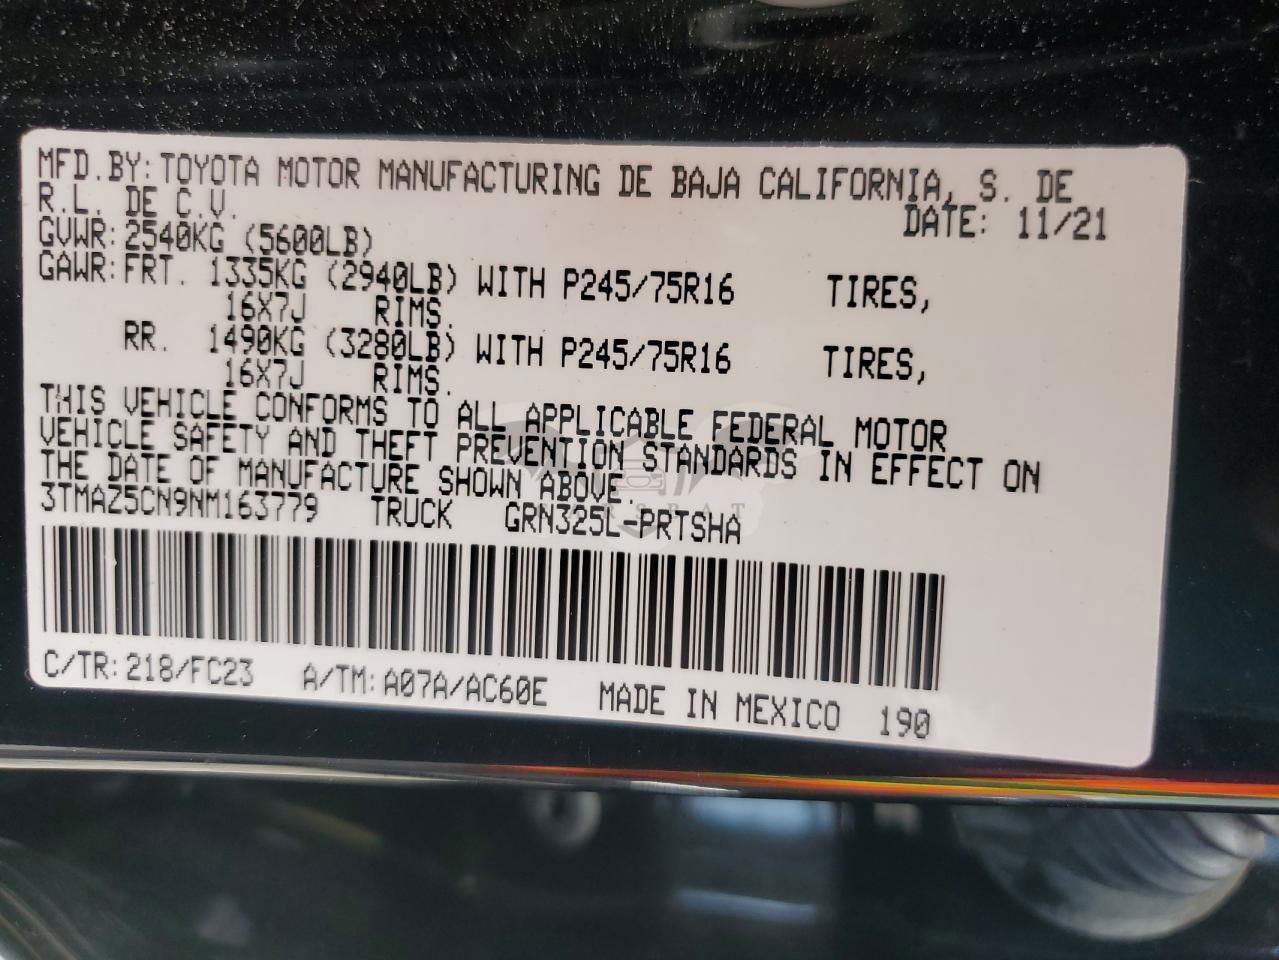 MFD.BY: TOYOTA MOTOR MANUFACTURING DE BAJA CALIFORNIA, S. DE
R.L. DE C.V. DATE: 11/21
GVWR: 2540KG (5600LB)
GAWR: FRT. 1335KG (2940LB) WITH P245/75R16 TIRES,
16X7J RIMS.
RR. 1490KG (3280LB) WITH P245/75R16 TIRES,
16X7J RIMS.
THIS VEHICLE CONFORMS TO ALL APPLICABLE FEDERAL MOTOR
VEHICLE SAFETY AND THEFT PREVENTION STANDARDS IN EFFECT ON
THE DATE OF MANUFACTURE SHOWN ABOVE.
3TMAZ5CN9NM163779 TRUCK GRN325L-PRTSHA
C/TR: 218/FC23 A/TM: A07A/AC60E MADE IN MEXICO 190